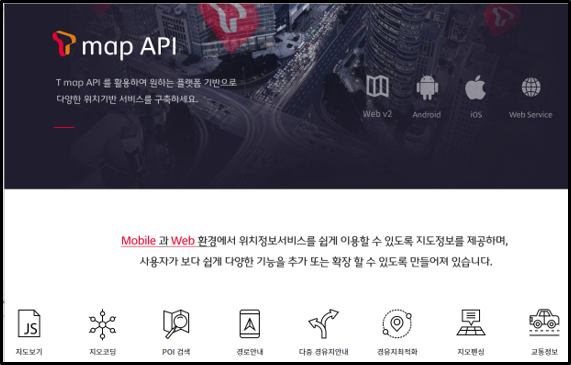 T map API
T map API 를 활용하여 원하는 플랫폼 기반으로
다양한 위치기반 서비스를 구축하세요.
Web v2 Android iOS Web Service
Mobile 과 Web 환경에서 위치정보서비스를 쉽게 이용할 수 있도록 지도정보를 제공하며,
사용자가 보다 쉽게 다양한 기능을 추가 또는 확장 할 수 있도록 만들어져 있습니다.
JS
지도보기 지오코딩 POI 검색 경로안내 다중 경유지안내 경유지최적화 지오펜싱 교통정보